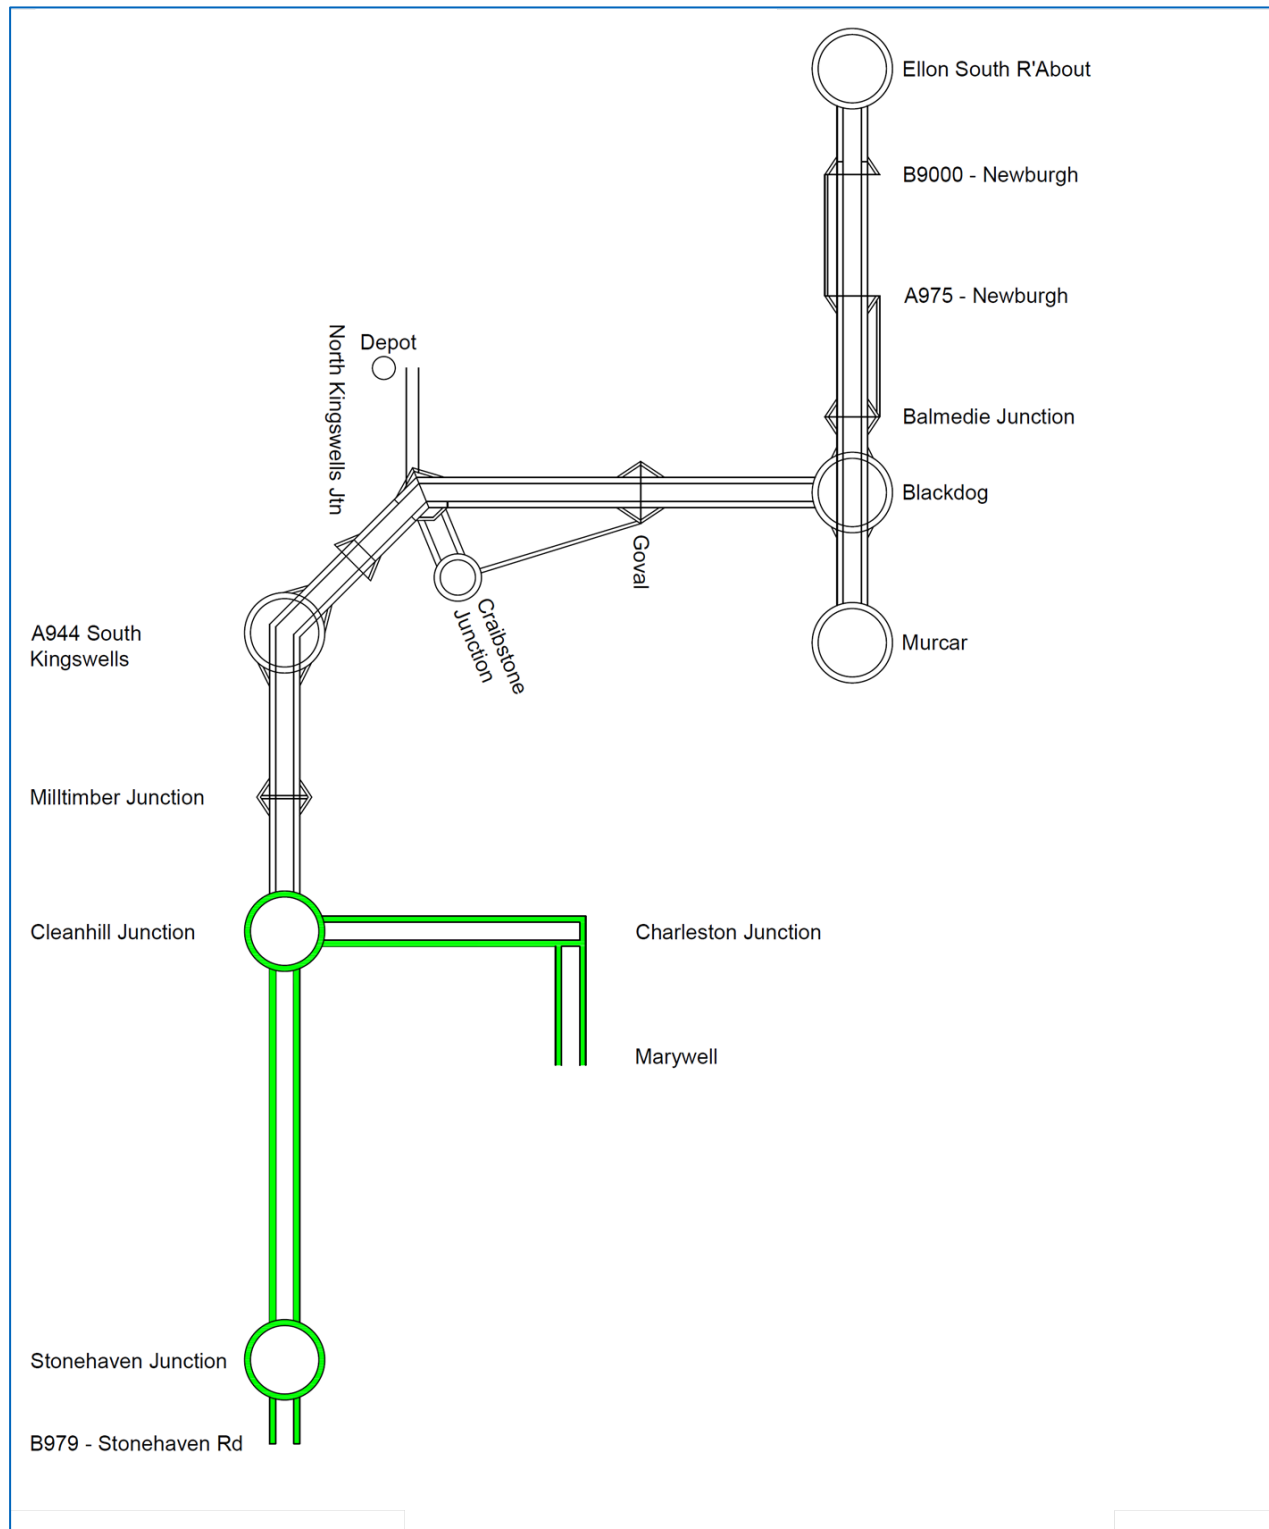 Ellon South R'About
B9000 - Newburgh
A975 - Newburgh
North Kingswells Jtn
Depot
Balmedie Junction
Blackdog
Goval
Craibstone
Junction
A944 South
Kingswells
Murcar
Milltimber Junction
Cleanhill Junction
Charleston Junction
Marywell
Stonehaven Junction
B979 - Stonehaven Rd